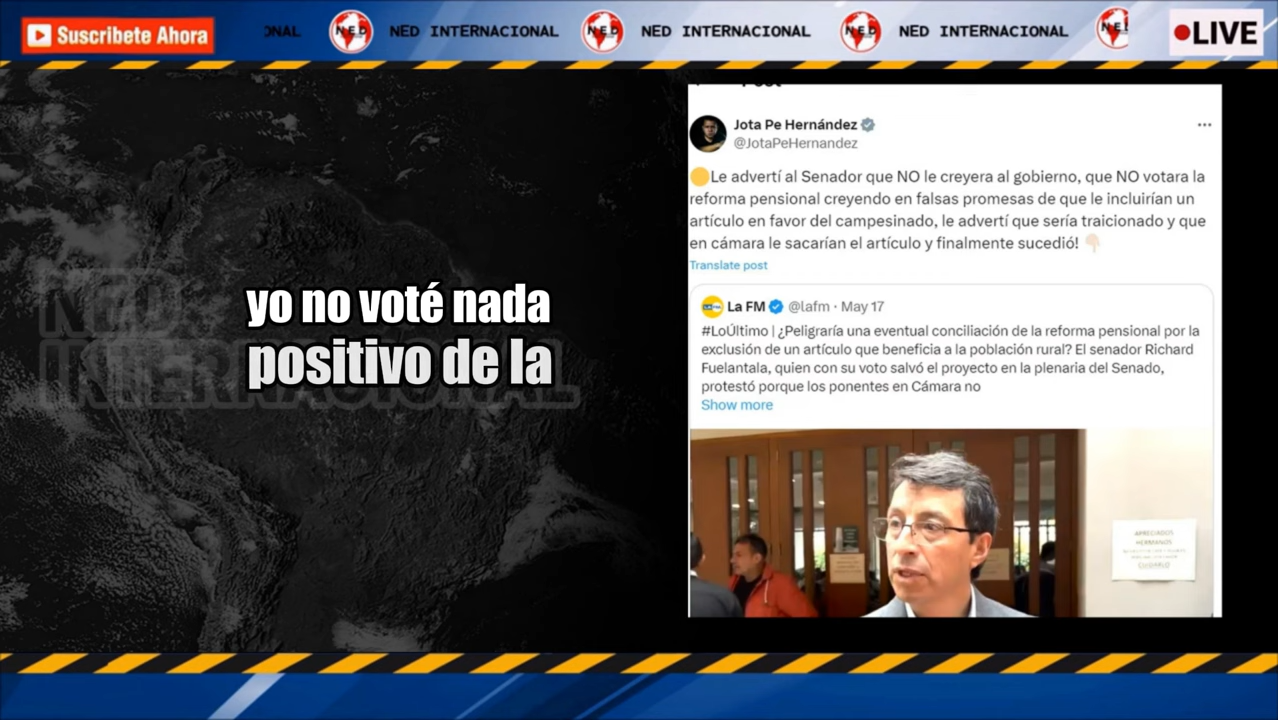 Suscribete Ahora
NED INTERNACIONAL
NED INTERNACIONAL
NED INTERNACIONAL
LIVE
Post
Jota Pe Hernández
@JotaPeHernandez
Le advertí al Senador que NO le creyera al gobierno, que NO votara la
reforma pensional creyendo en falsas promesas de que le incluirían un
artículo en favor del campesinado, le advertí que sería traicionado y que
en cámara le sacarían el artículo y finalmente sucedió!
Translate post
La FM @lafm · May 17
#LoÚltimo | ¿Peligraría una eventual conciliación de la reforma pensional por la
exclusión de un artículo que beneficia a la población rural? El senador Richard
Fuelantala, quien con su voto salvó el proyecto en la plenaria del Senado,
protestó porque los ponentes en Cámara no
Show more
NED
INTERNACIONAL
yo no voté nada
positivo de la
APRECIADOS
HERMANOS
CUIDARLO